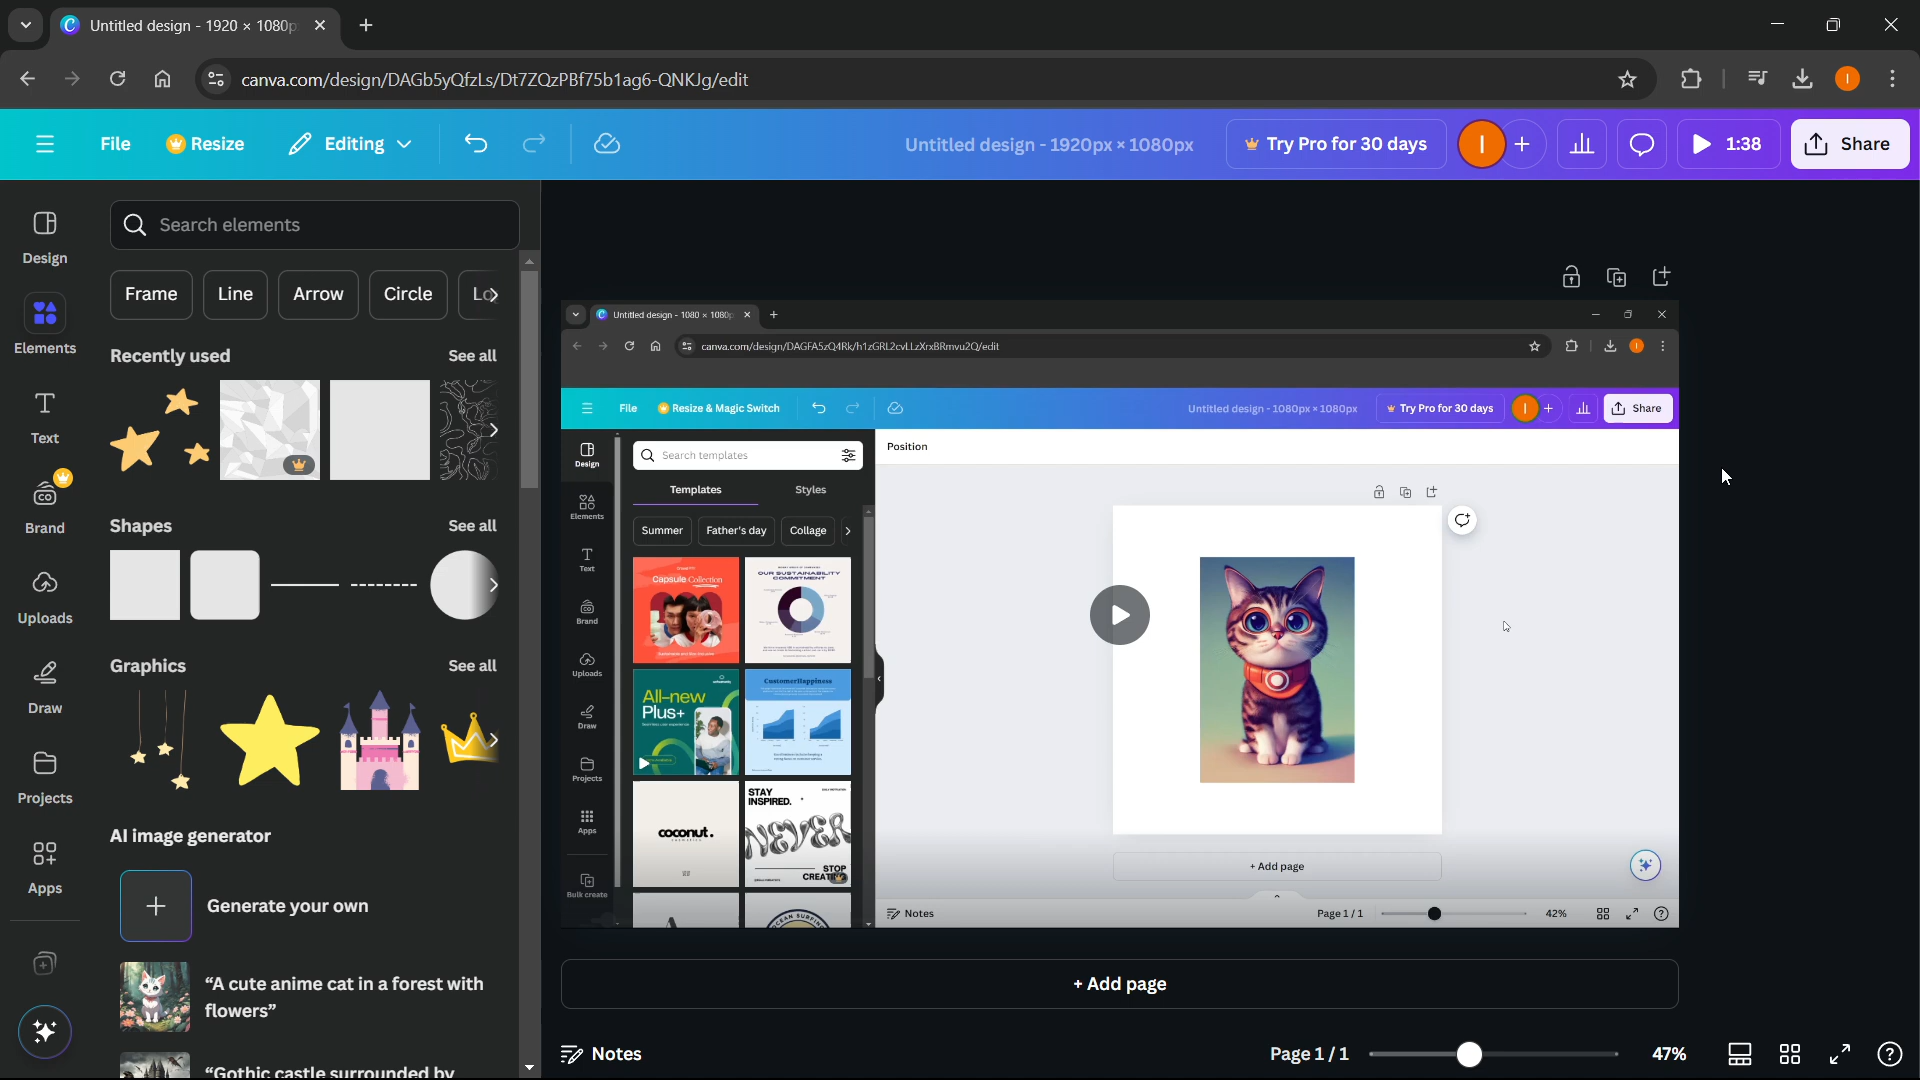 Untitled design - 1920 × 1080p
canva.com/design/DAGb5yQfzLs/Dt7ZQzPBf75b1ag6-QNKJg/edit
I
File
Resize
Editing
Untitled design - 1920px × 1080px
Try Pro for 30 days
I
1:38
Share
Design
Elements
Text
Brand
Uploads
Draw
Projects
Apps
Search elements
Frame
Line
Arrow
Circle
Recently used
See all
Shapes
See all
Graphics
See all
AI image generator
Generate your own
“A cute anime cat in a forest with
flowers”
“Gothic castle surrounded by
Untitled design - 1080 × 1080p
canva.com/design/DAGFA5zQ4Rk/h1zGRL2cvLLzXrxBRmvu2Q/edit
File
Resize & Magic Switch
Untitled design - 1080px × 1080px
Try Pro for 30 days
I
Share
Design
Elements
Text
Brand
Uploads
Draw
Projects
Apps
Bulk create
Search templates
Templates
Styles
Summer
Father's day
Collage
Capsule Collection
OUR SUSTAINABILITY
COMMITMENT
All-new
Plus+
CustomerHappiness
coconut.
STAY
INSPIRED.
NEVER
STOP
CREATING
OCEAN SURFING
Position
+ Add page
Notes
Page 1 / 1
42%
+ Add page
Notes
Page 1 / 1
47%